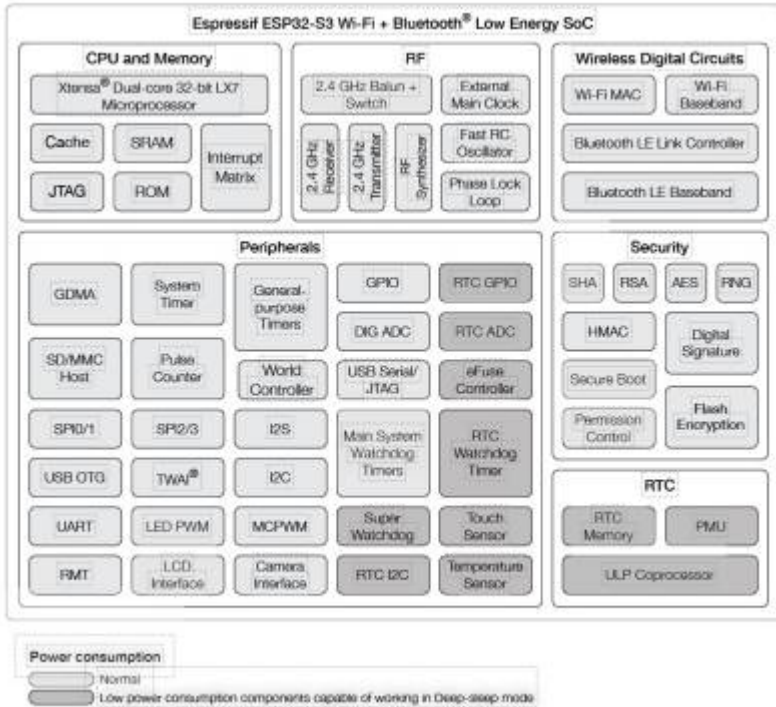 Espressif ESP32-S3 Wi-Fi + Bluetooth® Low Energy SoC
CPU and Memory
Xtensa® Dual-core 32-bit LX7
Microprocessor
Cache
SRAM
Interrupt
Matrix
JTAG
ROM
RF
2.4 GHz Balun +
Switch
External
Main Clock
2.4 GHz
Receiver
2.4 GHz
Transmitter
RF
Synthesizer
Fast RC
Oscillator
Phase Lock
Loop
Wireless Digital Circuits
Wi-Fi MAC
Wi-Fi
Baseband
Bluetooth LE Link Controller
Bluetooth LE Baseband
Peripherals
GDMA
System
Timer
General-
purpose
Timers
GPIO
RTC GPIO
DIG ADC
RTC ADC
SD/MMC
Host
Pulse
Counter
World
Controller
USB Serial/
JTAG
eFuse
Controller
SPI0/1
SPI2/3
I2S
Main System
Watchdog
Timers
RTC
Watchdog
Timer
USB OTG
TWAI®
I2C
UART
LED PWM
MCPWM
Super
Watchdog
Touch
Sensor
RMT
LCD
Interface
Camera
Interface
RTC I2C
Temperature
Sensor
Security
SHA
RSA
AES
RNG
HMAC
Digital
Signature
Secure Boot
Permission
Control
Flash
Encryption
RTC
RTC
Memory
PMU
ULP Coprocessor
Power consumption
Normal
Low power consumption components capable of working in Deep-sleep mode